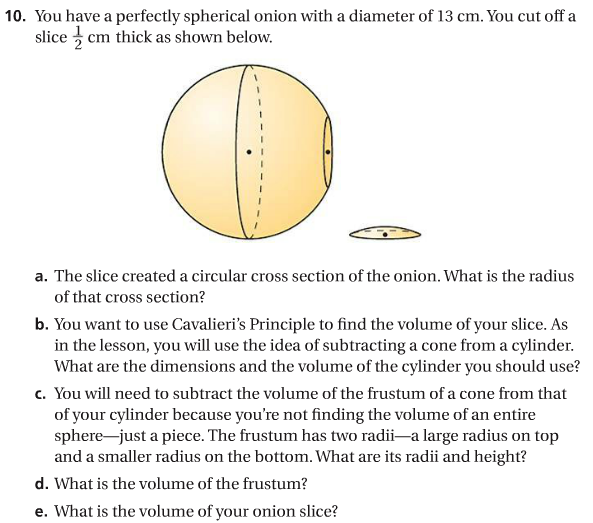 10. You have a perfectly spherical onion with a diameter of 13 cm. You cut off a
slice 1/2 cm thick as shown below.
a. The slice created a circular cross section of the onion. What is the radius
of that cross section?
b. You want to use Cavalieri's Principle to find the volume of your slice. As
in the lesson, you will use the idea of subtracting a cone from a cylinder.
What are the dimensions and the volume of the cylinder you should use?
c. You will need to subtract the volume of the frustum of a cone from that
of your cylinder because you're not finding the volume of an entire
sphere—just a piece. The frustum has two radii—a large radius on top
and a smaller radius on the bottom. What are its radii and height?
d. What is the volume of the frustum?
e. What is the volume of your onion slice?